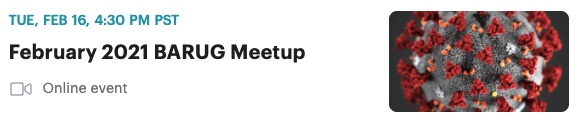 TUE, FEB 16, 4:30 PM PST
February 2021 BARUG Meetup
Online event